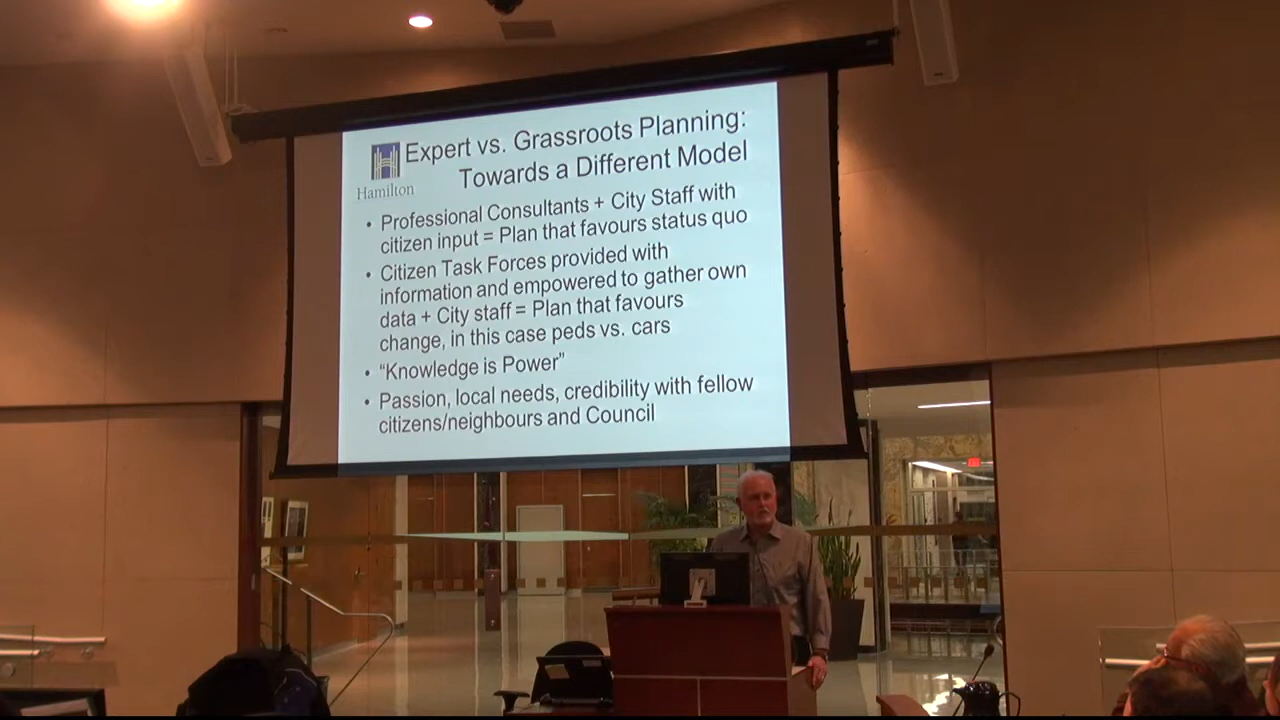 Expert vs. Grassroots Planning:
Towards a Different Model
Hamilton
• Professional Consultants + City Staff with
citizen input = Plan that favours status quo
• Citizen Task Forces provided with
information and empowered to gather own
data + City staff = Plan that favours
change, in this case peds vs. cars
• “Knowledge is Power”
• Passion, local needs, credibility with fellow
citizens/neighbours and Council